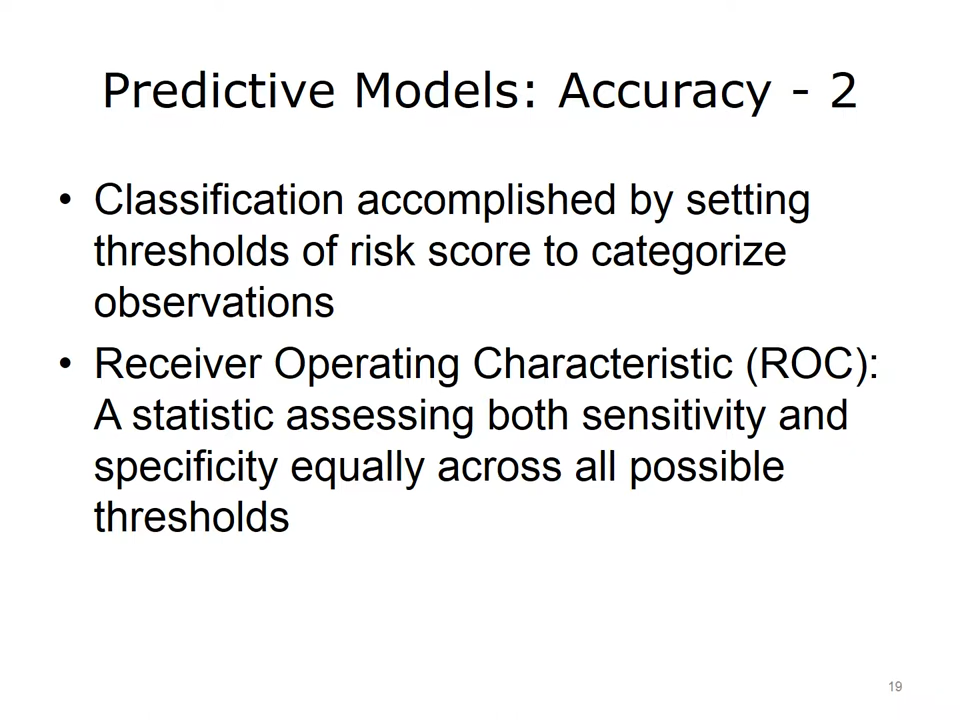 Predictive Models: Accuracy - 2
• Classification accomplished by setting
thresholds of risk score to categorize
observations
• Receiver Operating Characteristic (ROC):
A statistic assessing both sensitivity and
specificity equally across all possible
thresholds
19